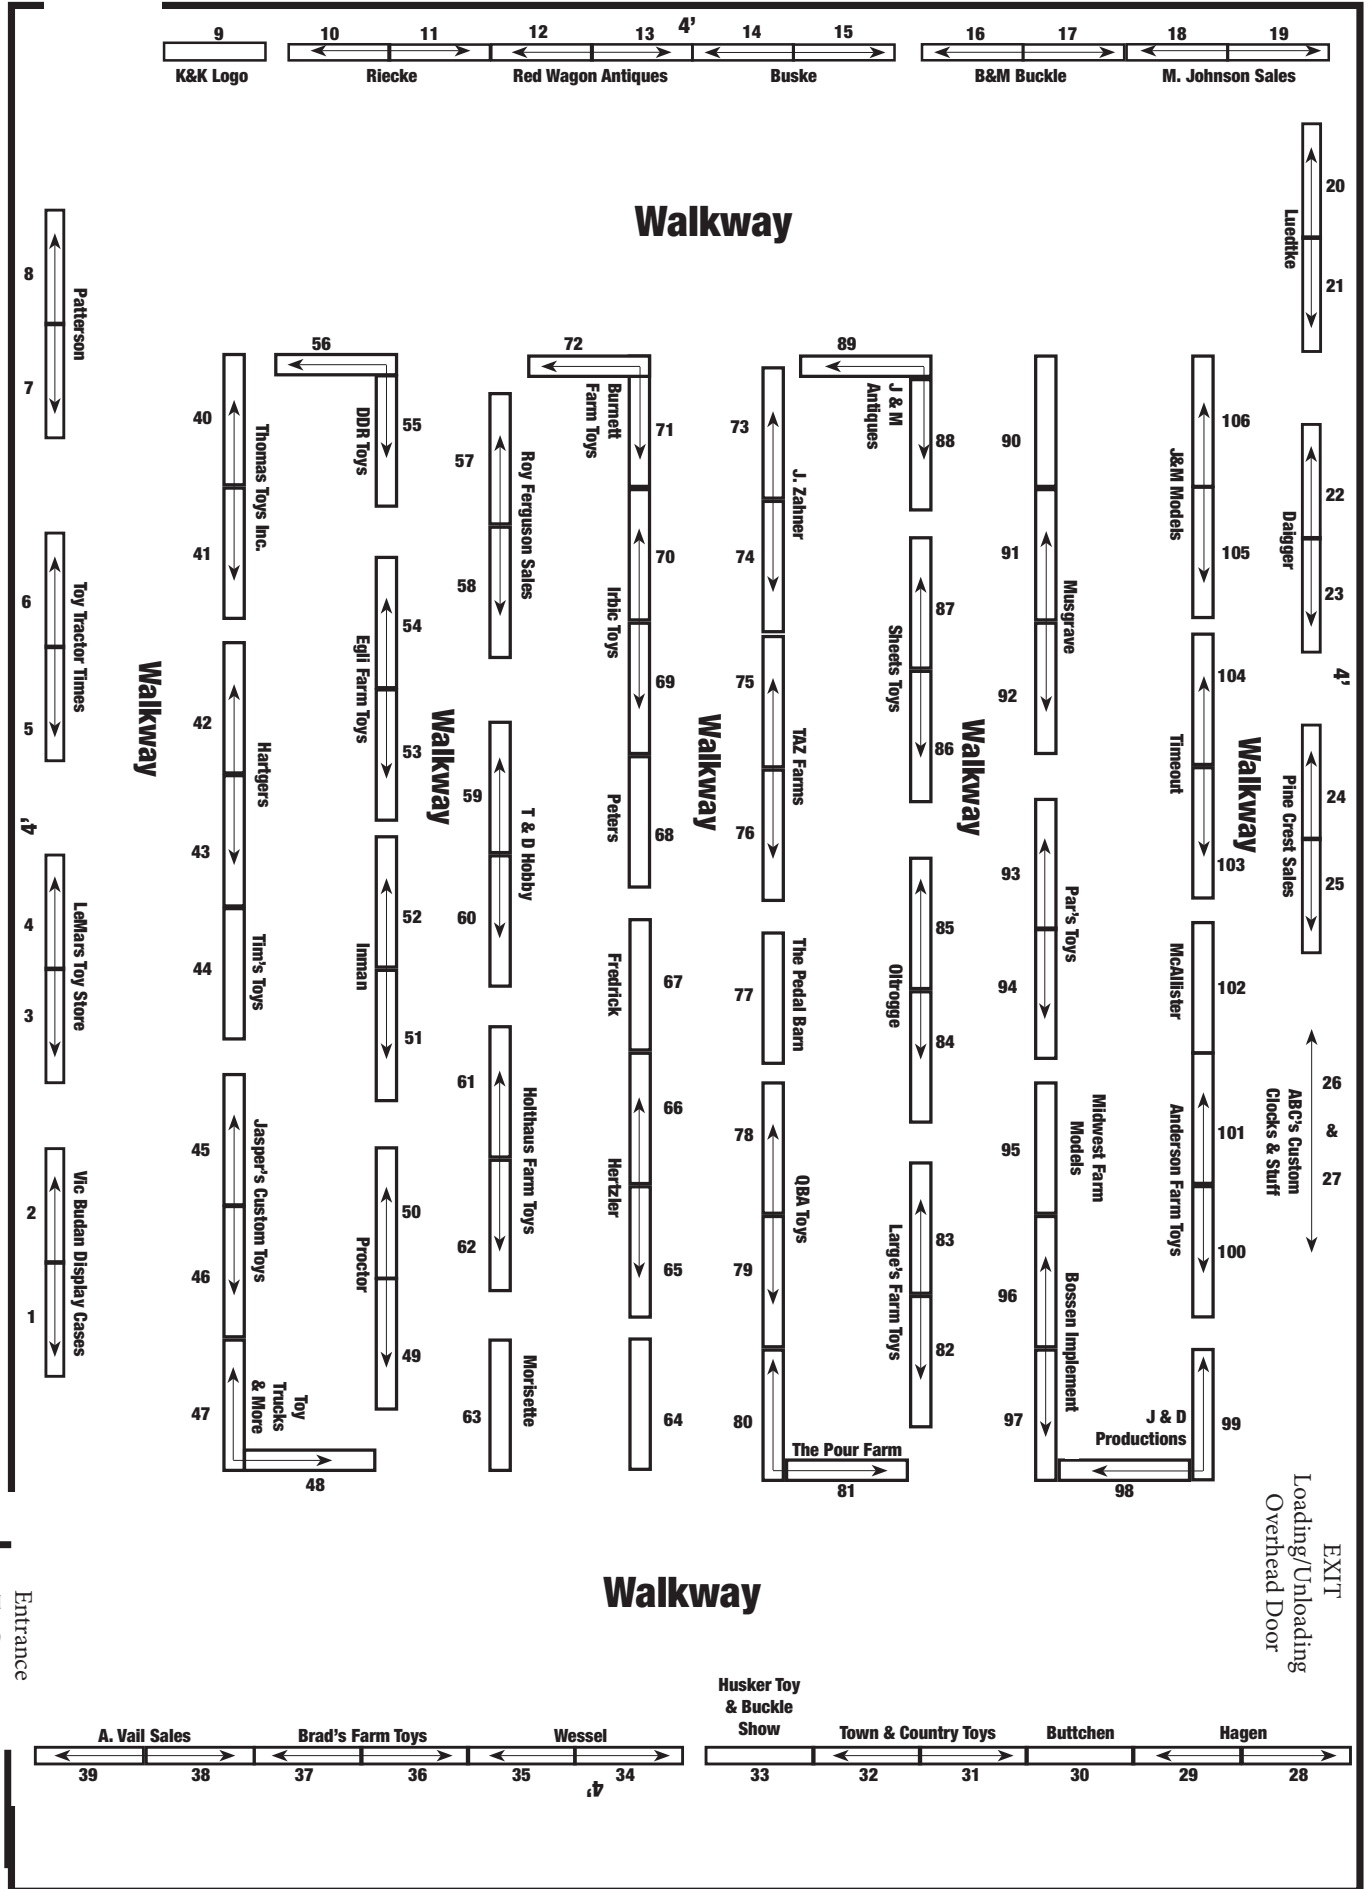 4'
9 10 11 12 13 14 15 16 17 18 19
K&K Logo Riecke Red Wagon Antiques Buske B&M Buckle M. Johnson Sales
Walkway
20
Luedtke
21
8
Patterson
7
6
Toy Tractor Times
5
4'
4
LeMars Toy Store
3
2
Vic Budan Display Cases
1
Walkway
40
Thomas Toys Inc.
41
42
Hartgers
43
44
Tim's Toys
45
Jasper's Custom Toys
46
47
Toy
Trucks
& More
48
56
DDR Toys
55
54
Egli Farm Toys
53
52
Inman
51
50
Proctor
49
Walkway
57
Roy Ferguson Sales
58
59
T & D Hobby
60
61
Holthaus Farm Toys
62
63
Morisette
72
Burnett
Farm Toys
71
70
Irbic Toys
69
Peters
68
Fredrick
67
66
Hertzler
65
64
Walkway
73
J. Zahner
74
75
TAZ Farms
76
77
The Pedal Barn
78
QBA Toys
79
80
The Pour Farm
81
89
J & M
Antiques
88
87
Sheets Toys
86
85
Oltrogge
84
83
Large's Farm Toys
82
Walkway
90
91
Musgrave
92
93
Par's Toys
94
95
Midwest Farm
Models
96
Bossen Implement
97
106
J&M Models
105
104
Timeout
103
McAllister
102
101
Anderson Farm Toys
100
J & D
Productions
99
98
Walkway
22
Daigger
23
4'
24
Pine Crest Sales
25
26
&
27
ABC's Custom
Clocks & Stuff
EXIT
Loading/Unloading
Overhead Door
Walkway
Entrance
Husker Toy
& Buckle
Show
A. Vail Sales Brad's Farm Toys Wessel Town & Country Toys Buttchen Hagen
39 38 37 36 35 34 33 32 31 30 29 28
4'